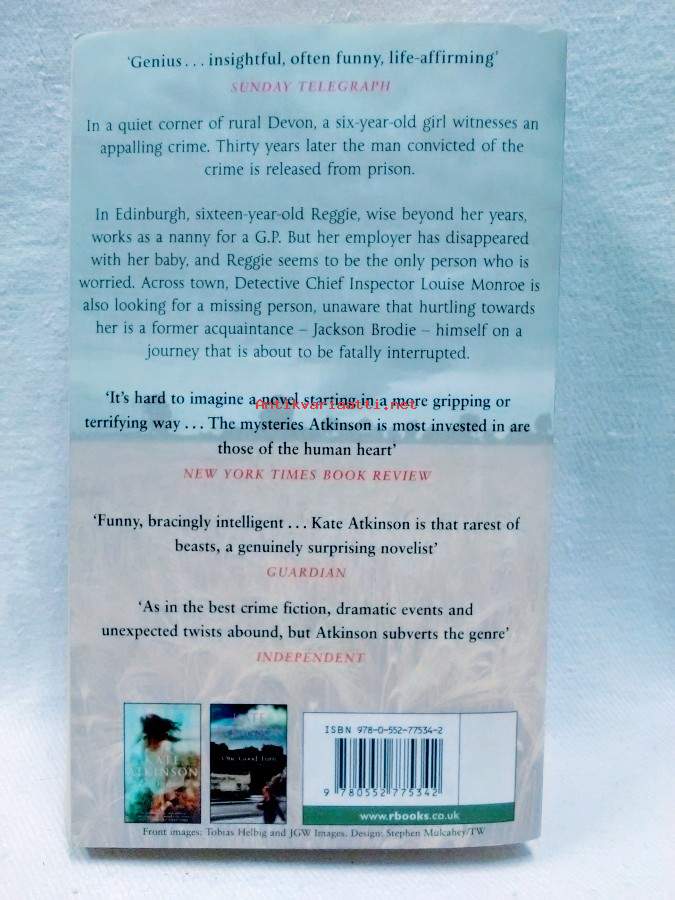 ‘Genius... insightful, often funny, life-affirming’
SUNDAY TELEGRAPH
In a quiet corner of rural Devon, a six-year-old girl witnesses an
appalling crime. Thirty years later the man convicted of the
crime is released from prison.
In Edinburgh, sixteen-year-old Reggie, wise beyond her years,
works as a nanny for a G.P. But her employer has disappeared
with her baby, and Reggie seems to be the only person who is
worried. Across town, Detective Chief Inspector Louise Monroe is
also looking for a missing person, unaware that hurtling towards
her is a former acquaintance – Jackson Brodie – himself on a
journey that is about to be fatally interrupted.
‘It's hard to imagine a novel starting in a more gripping or
Antikvariaatti.net
terrifying way... The mysteries Atkinson is most invested in are
those of the human heart’
NEW YORK TIMES BOOK REVIEW
‘Funny, bracingly intelligent... Kate Atkinson is that rarest of
beasts, a genuinely surprising novelist’
GUARDIAN
‘As in the best crime fiction, dramatic events and
unexpected twists abound, but Atkinson subverts the genre’
INDEPENDENT
KATE
ATKINSON
KATE
ATKINSON
One Good Turn
ISBN 978-0-552-77534-2
9 780552 775342
www.rbooks.co.uk
Front images: Tobias Helbig and JGW Images. Design: Stephen Mulcahey/TW